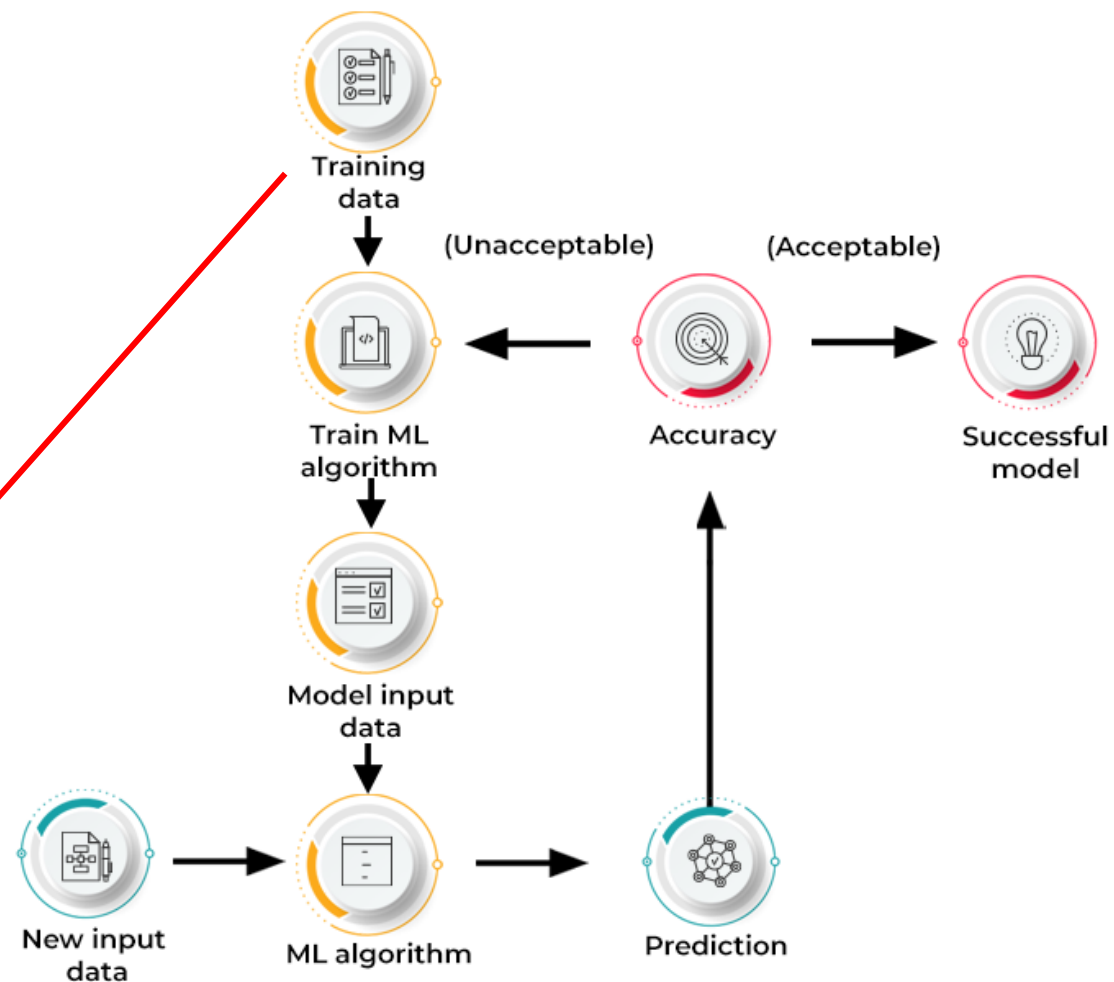 Training
data
(Unacceptable)
(Acceptable)
Train ML
algorithm
Accuracy
Successful
model
Model input
data
New input
data
ML algorithm
Prediction